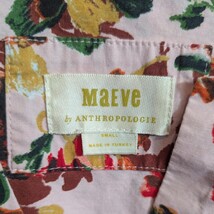 MAEVE
by ANTHROPOLOGIE
SMALL
MADE IN TURKEY